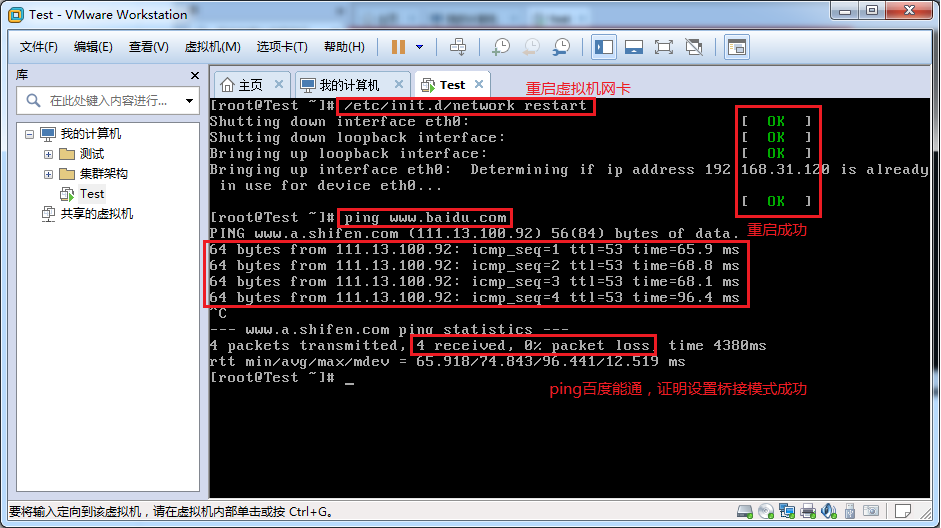 Test - VMware Workstation
文件(F) 编辑(E) 查看(V) 虚拟机(M) 选项卡(T) 帮助(H)
库
在此处键入内容进行...
我的计算机
测试
集群架构
Test
共享的虚拟机
主页 我的计算机 Test
重启虚拟机网卡
[root@Test ~]# /etc/init.d/network restart
Shutting down interface eth0: [ OK ]
Shutting down loopback interface: [ OK ]
Bringing up loopback interface: [ OK ]
Bringing up interface eth0: Determining if ip address 192.168.31.120 is already
in use for device eth0...
[ OK ]
[root@Test ~]# ping www.baidu.com
重启成功
PING www.a.shifen.com (111.13.100.92) 56(84) bytes of data.
64 bytes from 111.13.100.92: icmp_seq=1 ttl=53 time=65.9 ms
64 bytes from 111.13.100.92: icmp_seq=2 ttl=53 time=68.8 ms
64 bytes from 111.13.100.92: icmp_seq=3 ttl=53 time=68.1 ms
64 bytes from 111.13.100.92: icmp_seq=4 ttl=53 time=96.4 ms
^C
--- www.a.shifen.com ping statistics ---
4 packets transmitted, 4 received, 0% packet loss, time 4380ms
rtt min/avg/max/mdev = 65.918/74.843/96.441/12.519 ms
[root@Test ~]# _
ping百度能通，证明设置桥接模式成功
要将输入定向到该虚拟机，请在虚拟机内部单击或按 Ctrl+G。